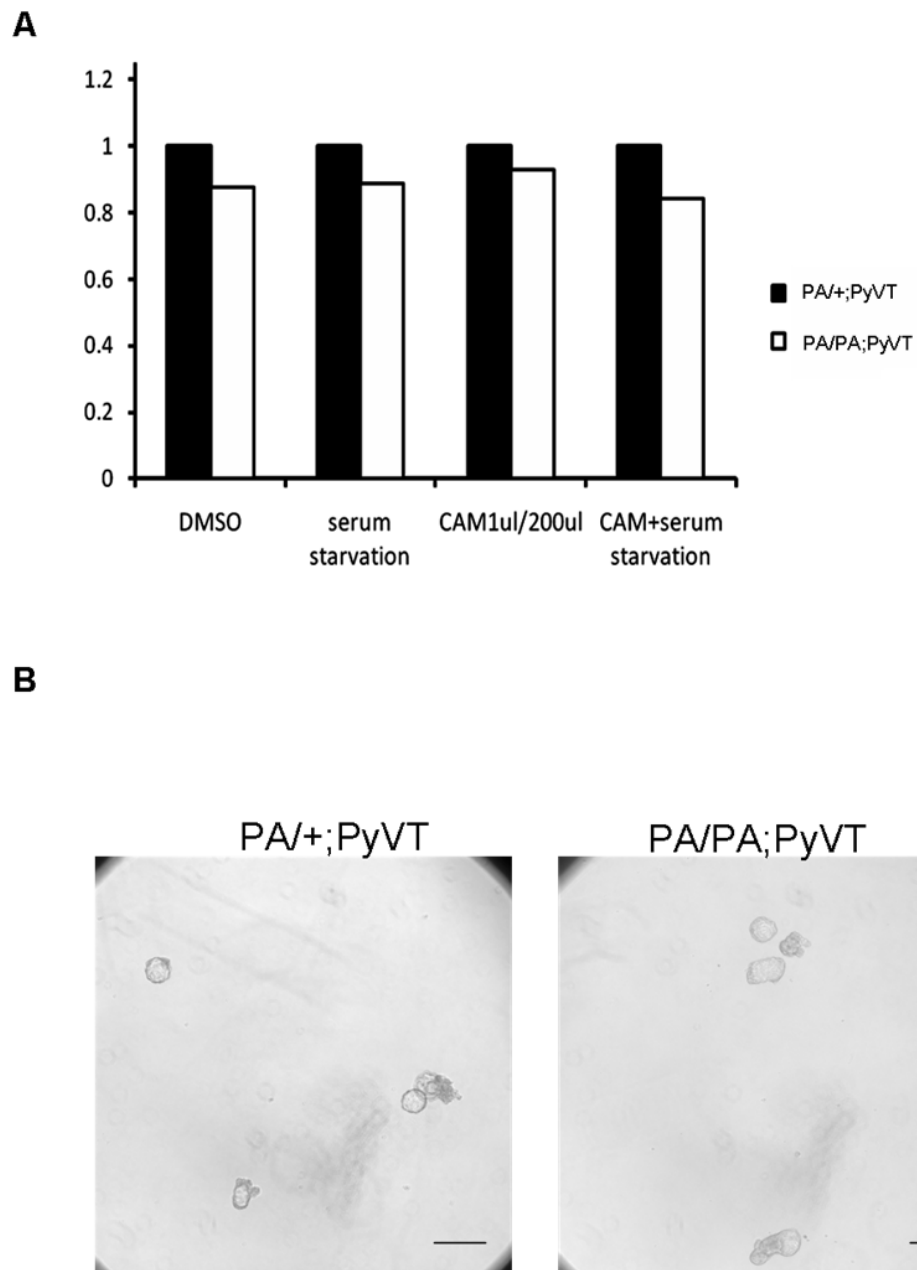 A
1.2
1
0.8
0.6
0.4
0.2
0
DMSO
serum
starvation
CAM1ul/200ul
CAM+serum
starvation
PA/+;PyVT
PA/PA;PyVT
B
PA/+;PyVT
PA/PA;PyVT